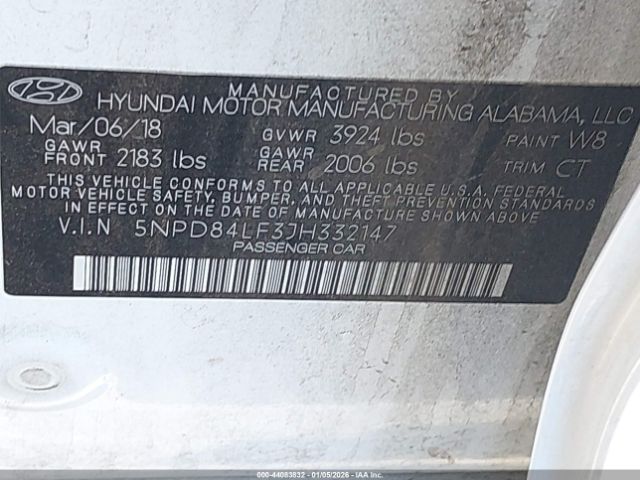 MANUFACTURED BY
HYUNDAI MOTOR MANUFACTURING ALABAMA, LLC
Mar/06/18 GVWR 3924 lbs PAINT W8
GAWR FRONT 2183 lbs GAWR REAR 2006 lbs TRIM CT
THIS VEHICLE CONFORMS TO ALL APPLICABLE U.S.A. FEDERAL
MOTOR VEHICLE SAFETY, BUMPER, AND THEFT PREVENTION STANDARDS
IN EFFECT ON THE DATE OF MANUFACTURE SHOWN ABOVE.
V.I.N 5NPD84LF3JH332147
PASSENGER CAR
000-44083832 - 01/05/2026 - IAA Inc.